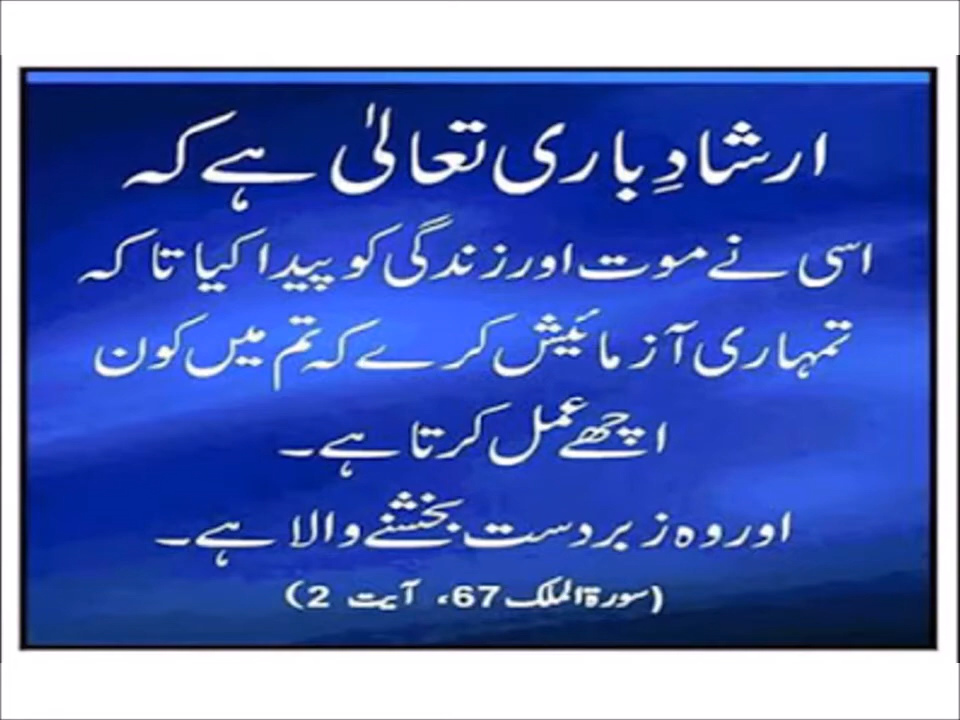 ارشادِ باری تعالیٰ ہے کہ
اسی نے موت اور زندگی کو پیدا کیا تا کہ
تمہاری آزمائیش کرے کہ تم میں کون
اچھے عمل کرتا ہے۔
اور وہ زبردست بخشنے والا ہے۔
(سورۃ الملک 67، آیت 2)